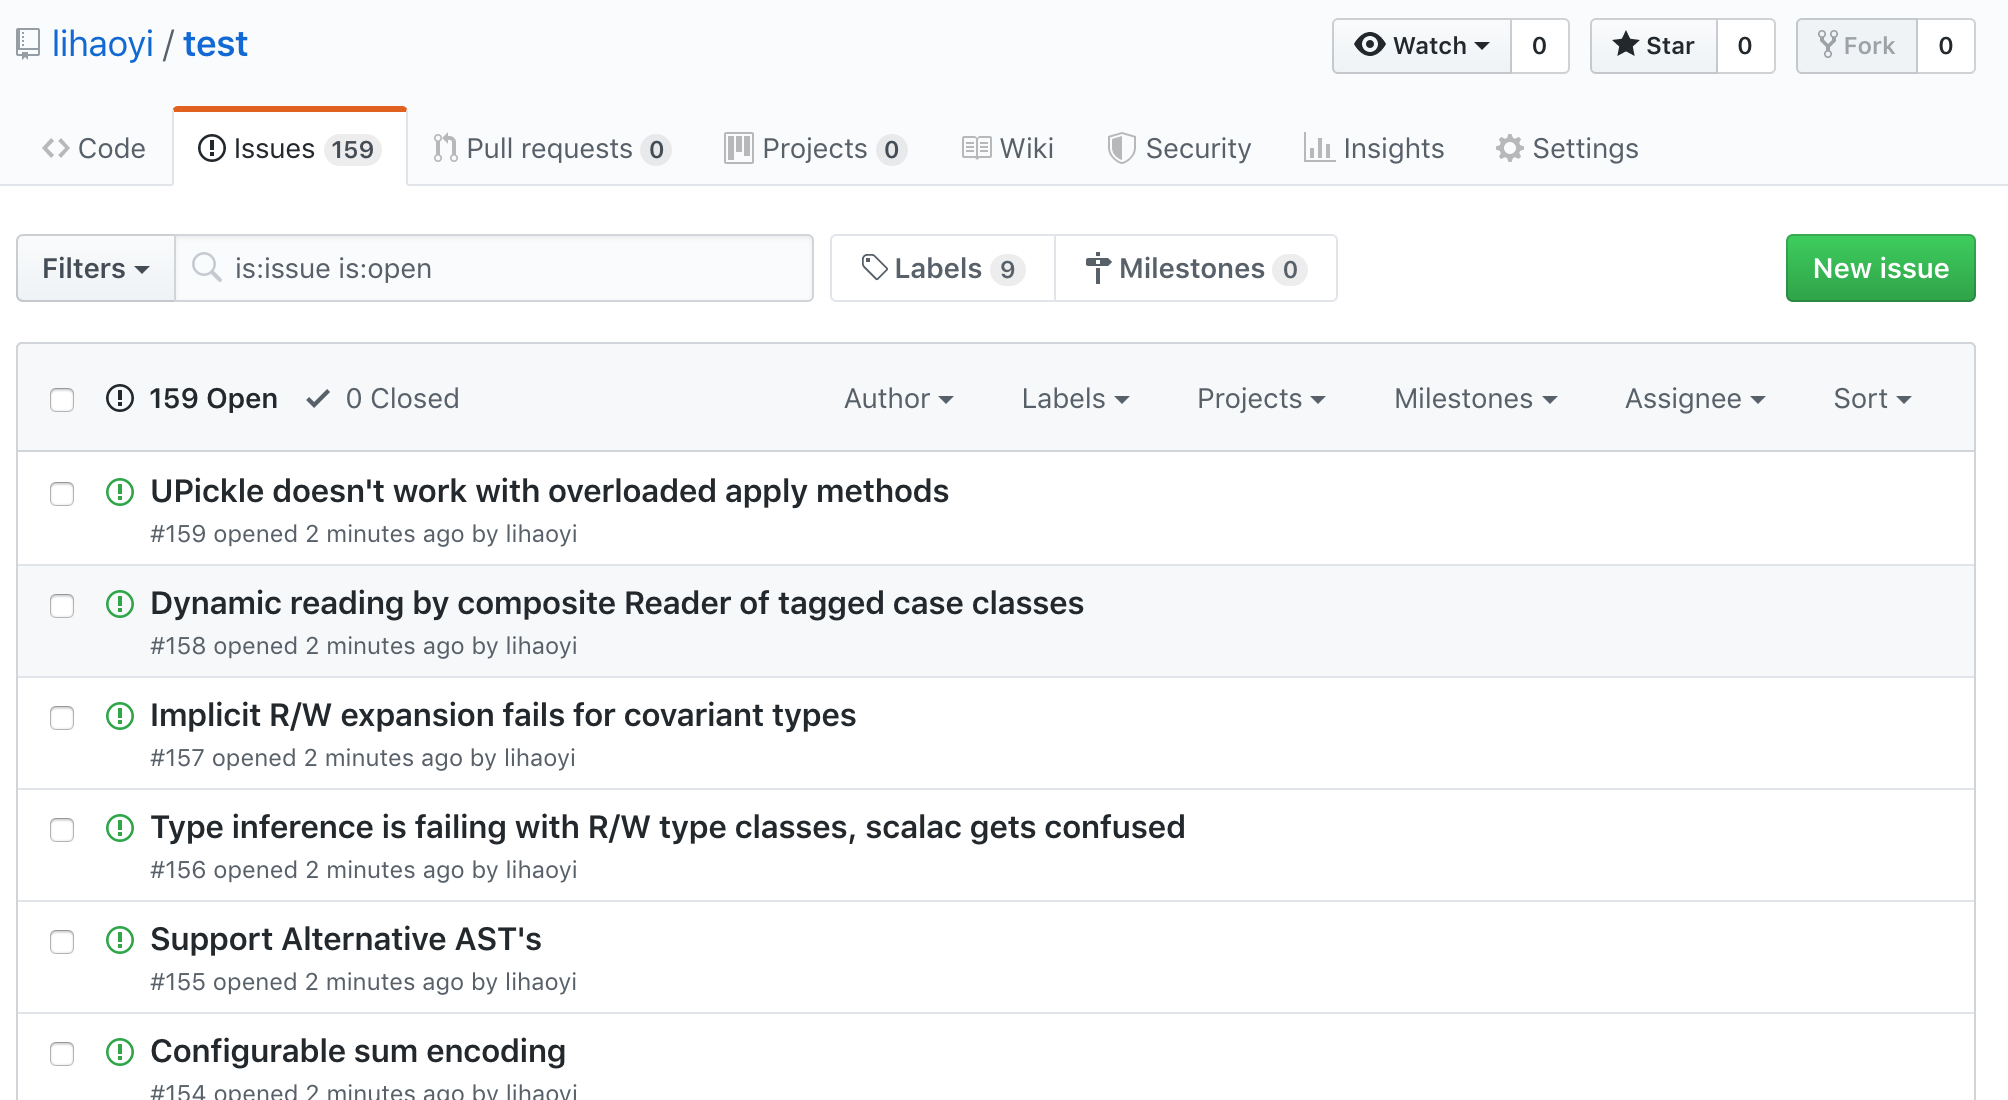 lihaoyi / test
Watch 0 Star 0 Fork 0
Code Issues 159 Pull requests 0 Projects 0 Wiki Security Insights Settings
Filters is:issue is:open Labels 9 Milestones 0 New issue
159 Open 0 Closed Author Labels Projects Milestones Assignee Sort
UPickle doesn't work with overloaded apply methods
#159 opened 2 minutes ago by lihaoyi
Dynamic reading by composite Reader of tagged case classes
#158 opened 2 minutes ago by lihaoyi
Implicit R/W expansion fails for covariant types
#157 opened 2 minutes ago by lihaoyi
Type inference is failing with R/W type classes, scalac gets confused
#156 opened 2 minutes ago by lihaoyi
Support Alternative AST's
#155 opened 2 minutes ago by lihaoyi
Configurable sum encoding
#154 opened 2 minutes ago by lihaoyi